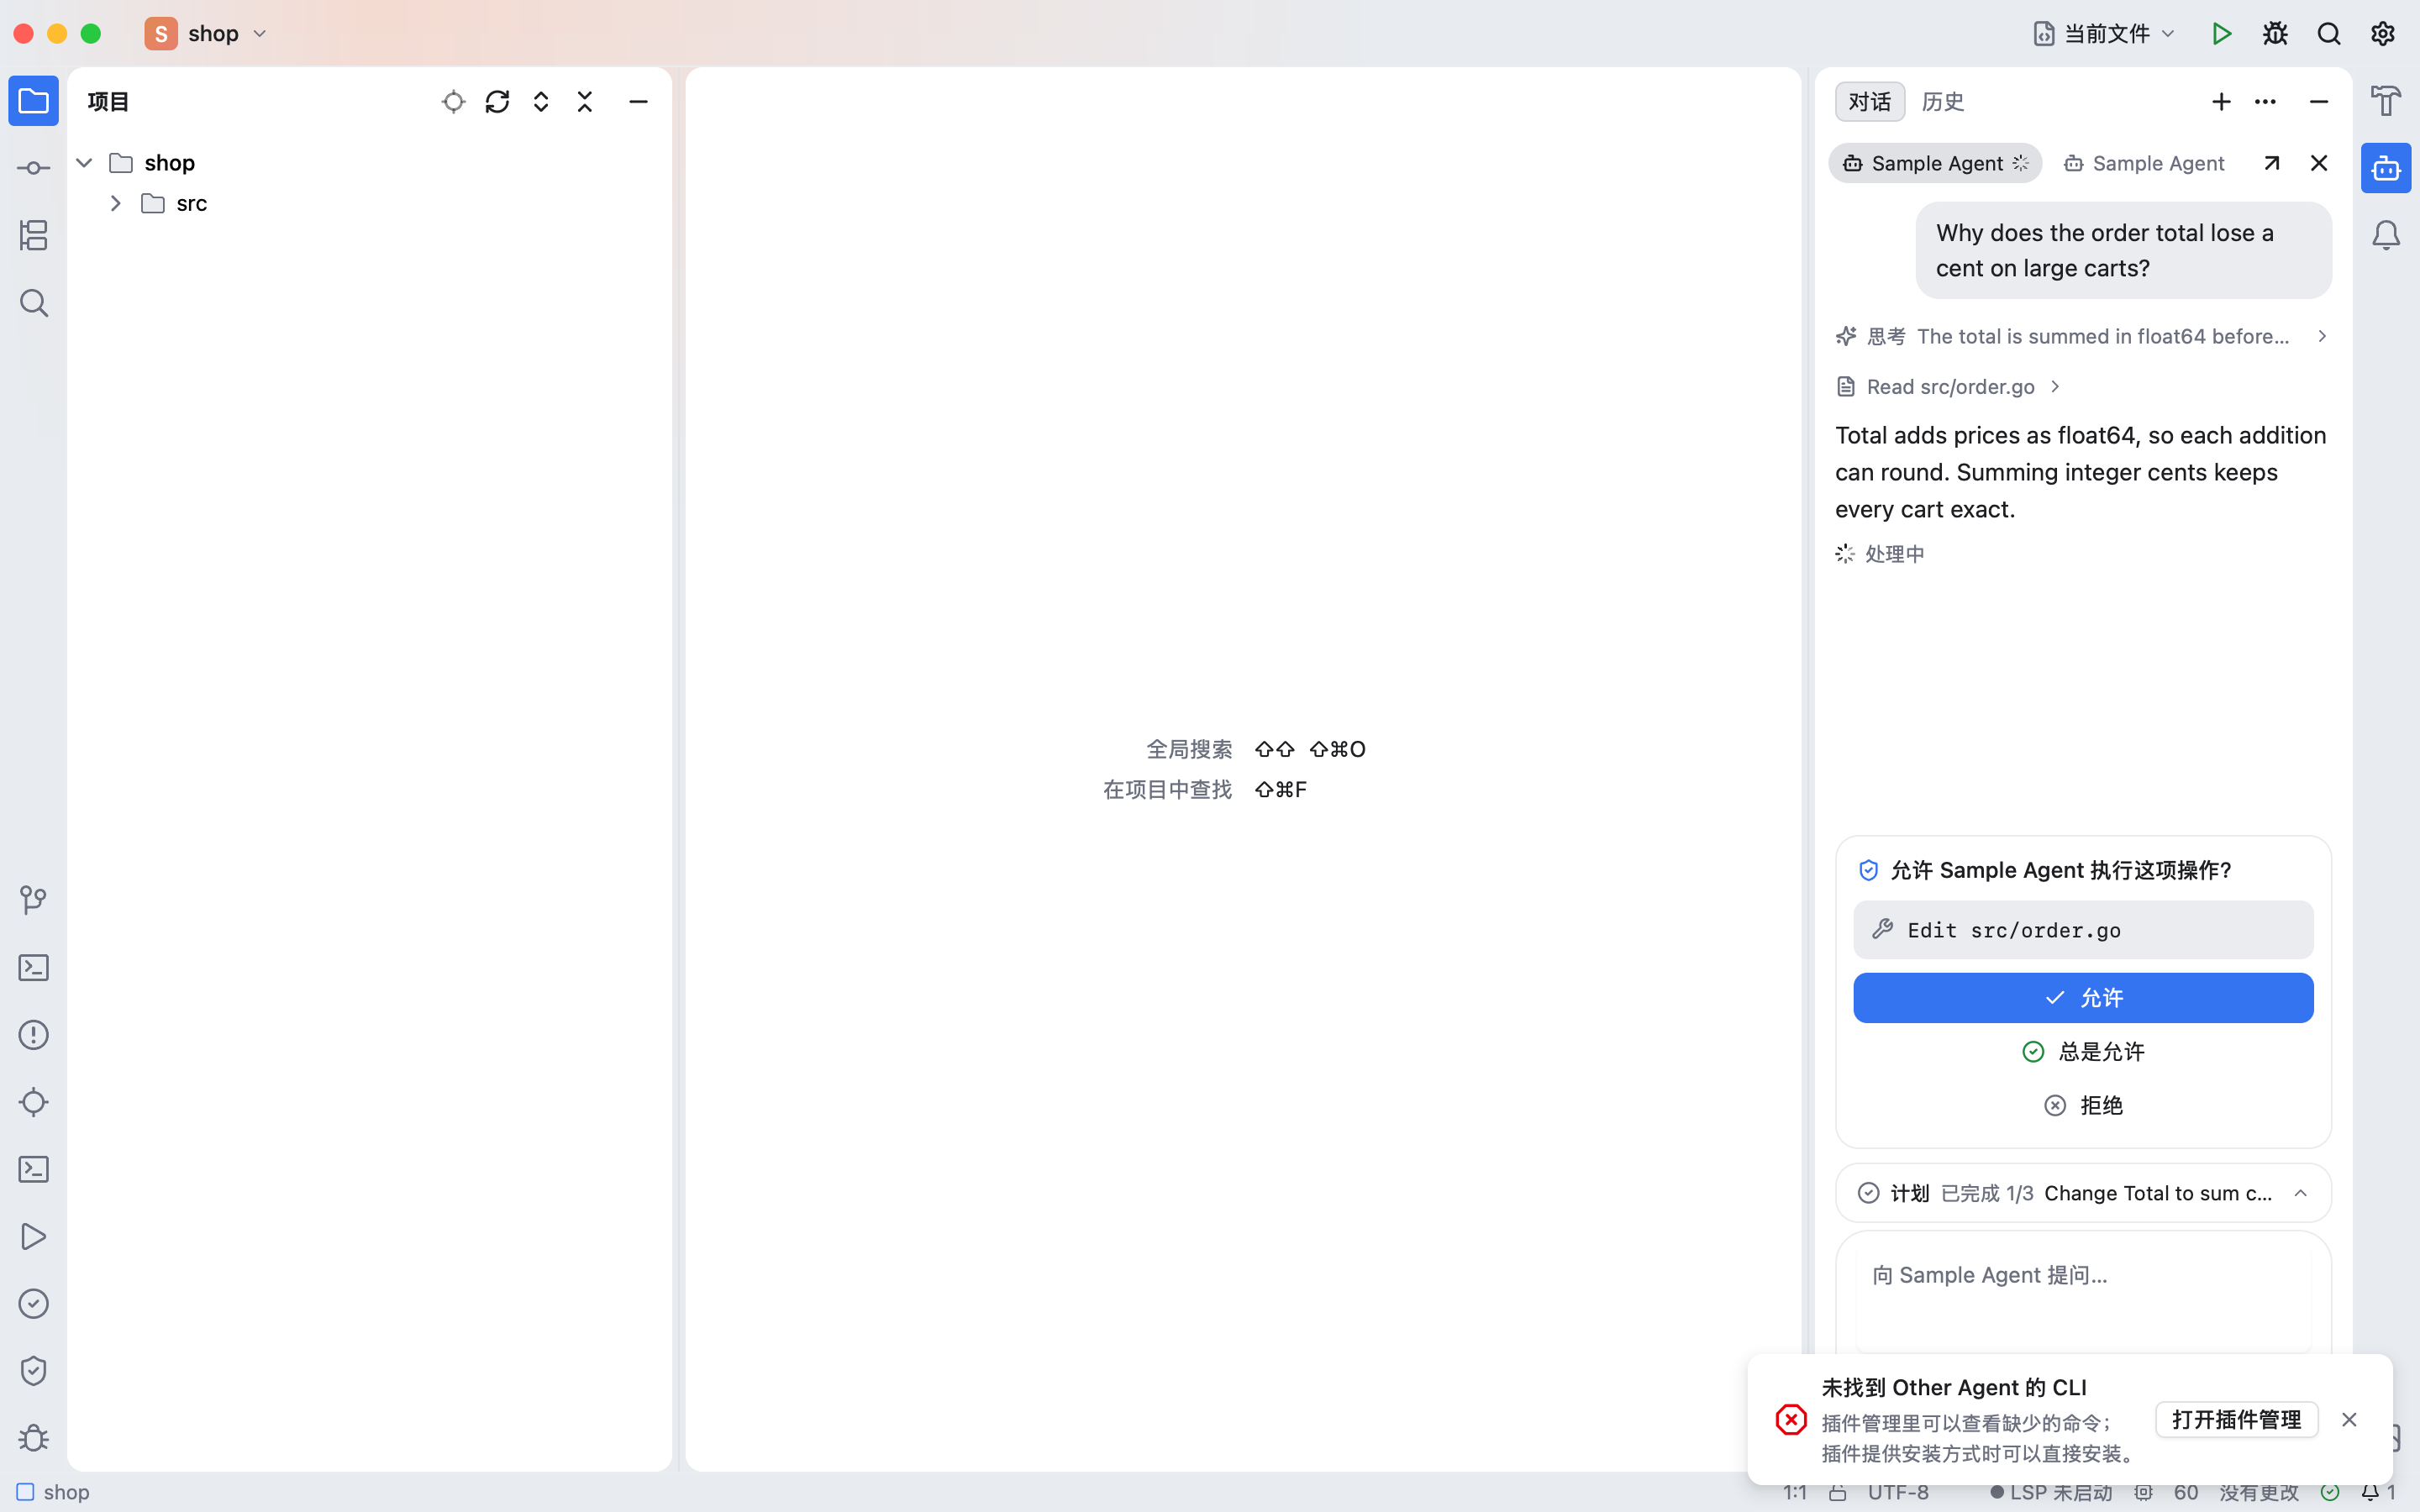 S shop
当前文件
项目
shop
src
全局搜索 ⇧⇧ ⇧⌘O
在项目中查找 ⇧⌘F
对话 历史
Sample Agent
Sample Agent
Why does the order total lose a
cent on large carts?
思考 The total is summed in float64 before...
Read src/order.go
Total adds prices as float64, so each addition
can round. Summing integer cents keeps
every cart exact.
处理中
允许 Sample Agent 执行这项操作?
Edit src/order.go
允许
总是允许
拒绝
计划 已完成 1/3 Change Total to sum c...
向 Sample Agent 提问...
未找到 Other Agent 的 CLI
插件管理里可以查看缺少的命令；
插件提供安装方式时可以直接安装。
打开插件管理
shop
1:1 UTF-8 LSP 未启动 60 没有更改 1